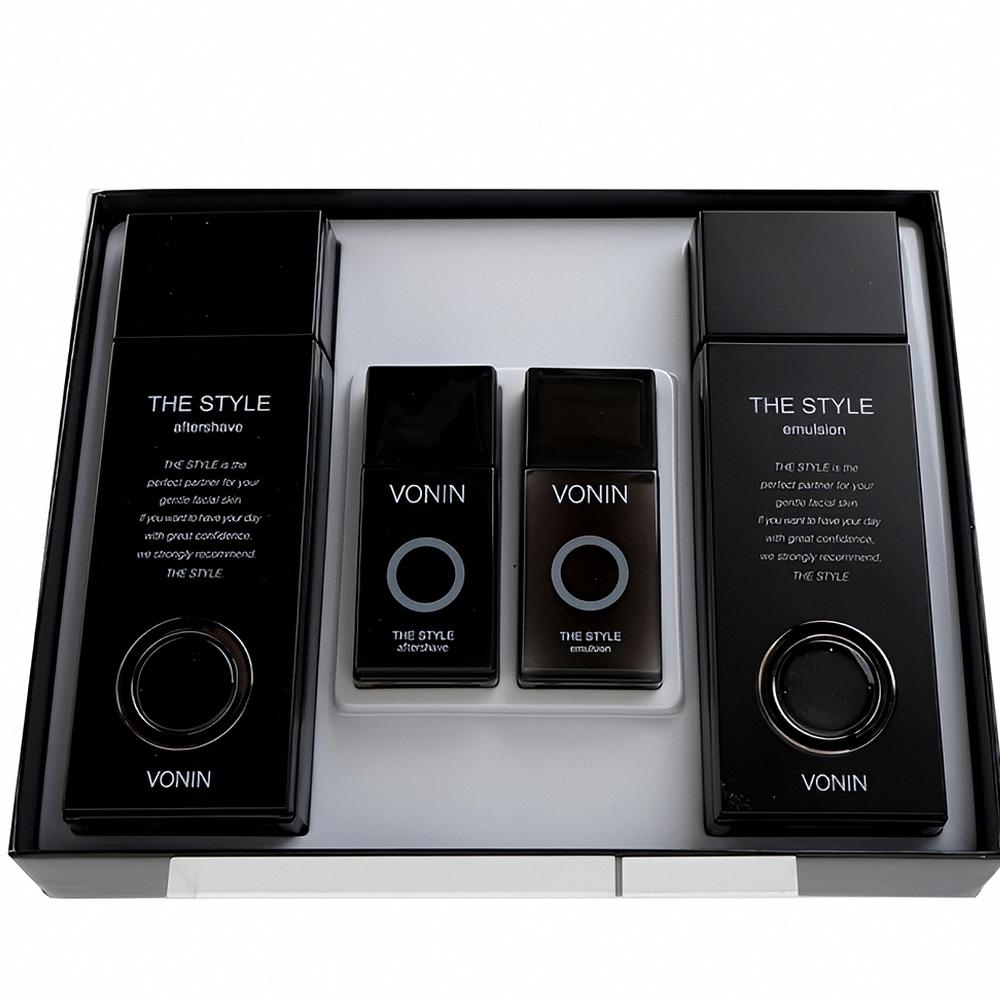 THE STYLE
aftershave
THE STYLE is the
perfect partner for your
gentle facial skin
If you want to have your day
with great confidence,
we strongly recommend,
THE STYLE.
VONIN
VONIN
THE STYLE
aftershave
VONIN
THE STYLE
emulsion
THE STYLE
emulsion
THE STYLE is the
perfect partner for your
gentle facial skin
If you want to have your day
with great confidence,
we strongly recommend,
THE STYLE
VONIN